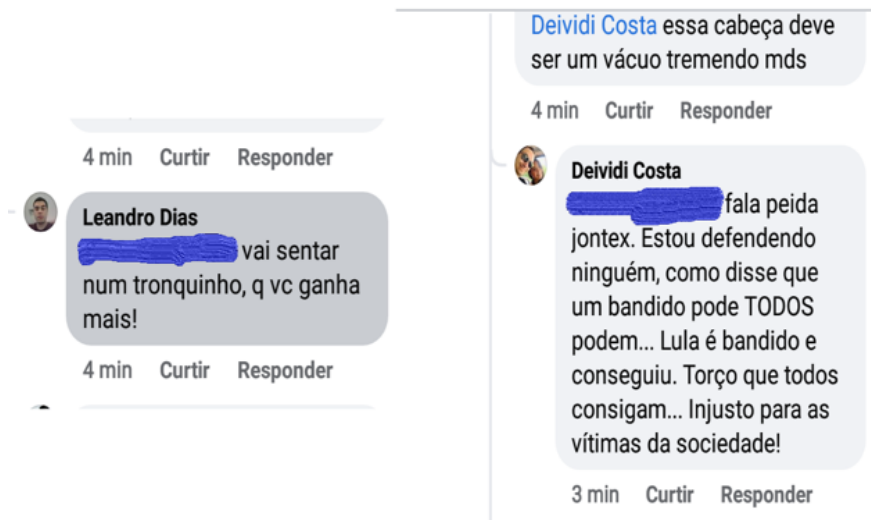 4 min Curtir Responder
Leandro Dias
vai sentar
num tronquinho, q vc ganha
mais!
4 min Curtir Responder
Deividi Costa essa cabeça deve
ser um vácuo tremendo mds
4 min Curtir Responder
Deividi Costa
fala peida
jontex. Estou defendendo
ninguém, como disse que
um bandido pode TODOS
podem... Lula é bandido e
conseguiu. Torço que todos
consigam... Injusto para as
vítimas da sociedade!
3 min Curtir Responder